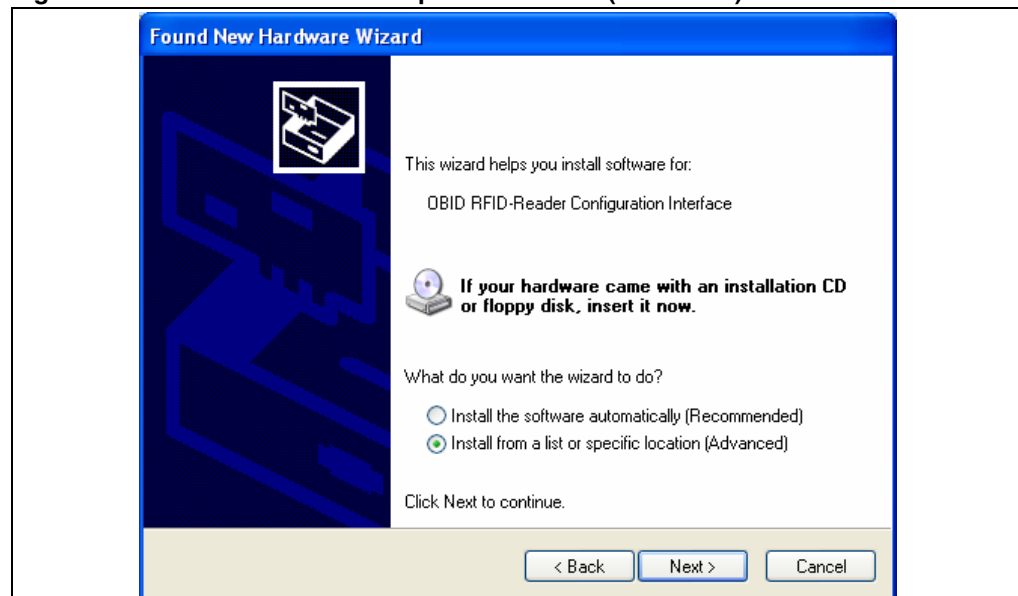 Found New Hardware Wizard
This wizard helps you install software for:
OBID RFID-Reader Configuration Interface
If your hardware came with an installation CD
or floppy disk, insert it now.
What do you want the wizard to do?
Install the software automatically (Recommended)
Install from a list or specific location (Advanced)
Click Next to continue.
< Back Next > Cancel